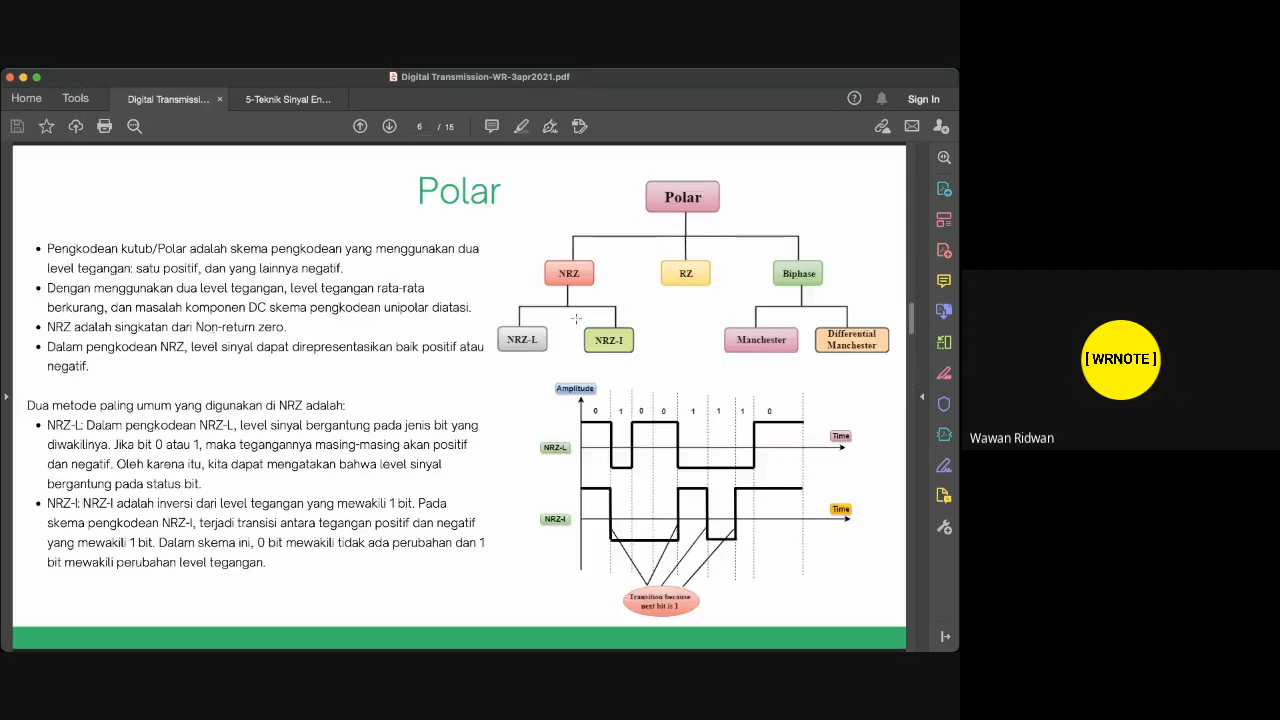 Digital Transmission-WR-3apr2021.pdf
Home
Tools
Digital Transmissi...
×
5-Teknik Sinyal En...
?
Sign In
6 / 15
Polar
Pengkodean kutub/Polar adalah skema pengkodean yang menggunakan dua
level tegangan: satu positif, dan yang lainnya negatif.
Dengan menggunakan dua level tegangan, level tegangan rata-rata
berkurang, dan masalah komponen DC skema pengkodean unipolar diatasi.
NRZ adalah singkatan dari Non-return zero.
Dalam pengkodean NRZ, level sinyal dapat direpresentasikan baik positif atau
negatif.
Dua metode paling umum yang digunakan di NRZ adalah:
NRZ-L: Dalam pengkodean NRZ-L, level sinyal bergantung pada jenis bit yang
diwakilinya. Jika bit 0 atau 1, maka tegangannya masing-masing akan positif
dan negatif. Oleh karena itu, kita dapat mengatakan bahwa level sinyal
bergantung pada status bit.
NRZ-I: NRZ-I adalah inversi dari level tegangan yang mewakili 1 bit. Pada
skema pengkodean NRZ-I, terjadi transisi antara tegangan positif dan negatif
yang mewakili 1 bit. Dalam skema ini, 0 bit mewakili tidak ada perubahan dan 1
bit mewakili perubahan level tegangan.
Polar
NRZ
RZ
Biphase
NRZ-L
NRZ-I
Manchester
Differential
Manchester
Amplitude
0 1 0 0 1 1 1 0
NRZ-L
Time
NRZ-I
Time
Transition because
next bit is 1
[ WRNOTE ]
Wawan Ridwan